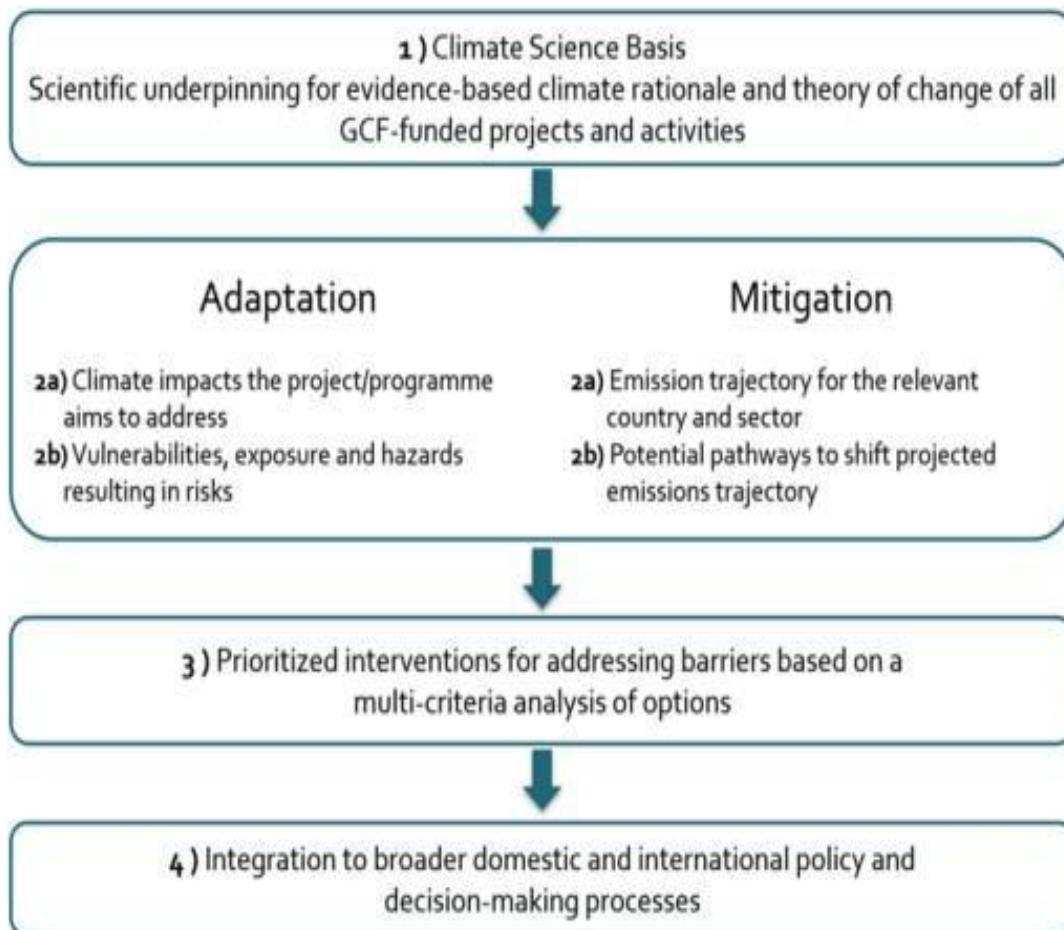 1 ) Climate Science Basis
Scientific underpinning for evidence-based climate rationale and theory of change of all
GCF-funded projects and activities
Adaptation
2a) Climate impacts the project/programme
aims to address
2b) Vulnerabilities, exposure and hazards
resulting in risks
Mitigation
2a) Emission trajectory for the relevant
country and sector
2b) Potential pathways to shift projected
emissions trajectory
3 ) Prioritized interventions for addressing barriers based on a
multi-criteria analysis of options
4 ) Integration to broader domestic and international policy and
decision-making processes